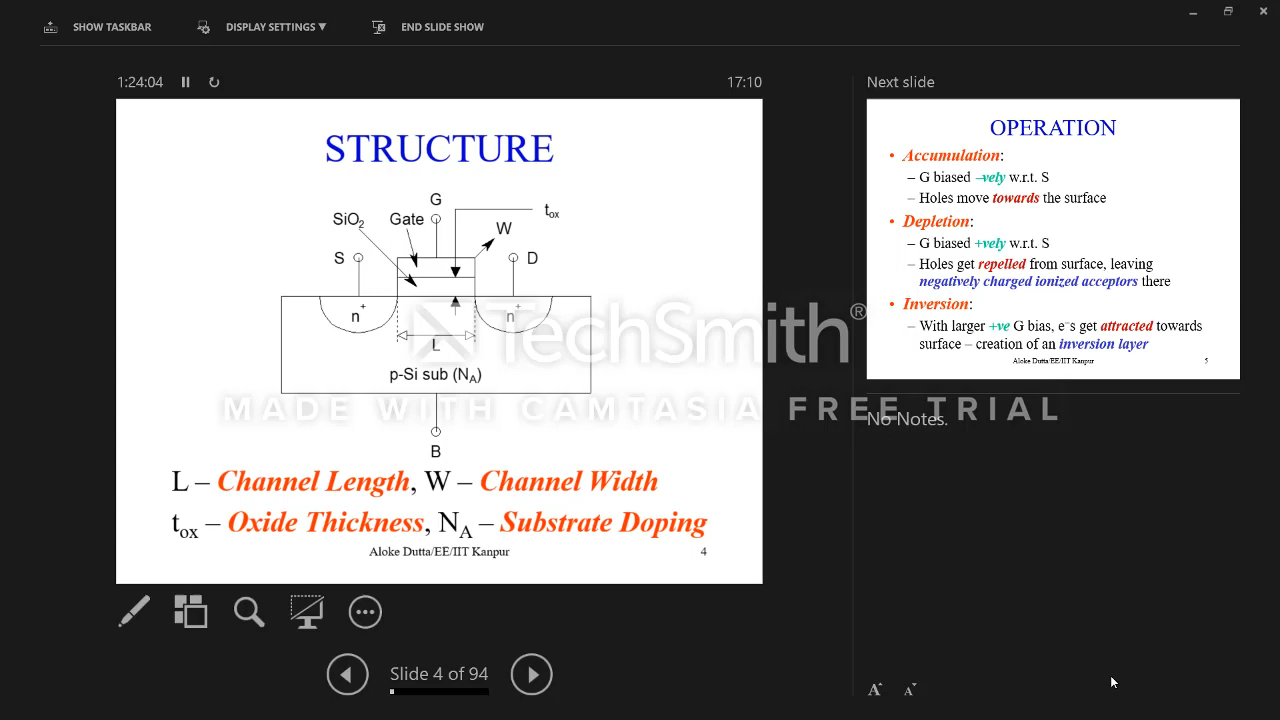 SHOW TASKBAR
DISPLAY SETTINGS ▼
END SLIDE SHOW
1:24:04
17:10
STRUCTURE
G
SiO2
Gate
tox
W
S
D
n+
n+
L
p-Si sub (NA)
B
L – Channel Length, W – Channel Width
tox – Oxide Thickness, NA – Substrate Doping
Aloke Dutta/EE/IIT Kanpur
4
Slide 4 of 94
Next slide
OPERATION
• Accumulation:
– G biased –vely w.r.t. S
– Holes move towards the surface
• Depletion:
– G biased +vely w.r.t. S
– Holes get repelled from surface, leaving
negatively charged ionized acceptors there
• Inversion:
– With larger +ve G bias, e⁻s get attracted towards
surface – creation of an inversion layer
Aloke Dutta/EE/IIT Kanpur
5
No Notes.
A A
TechSmith®
MADE WITH CAMTASIA FREE TRIAL